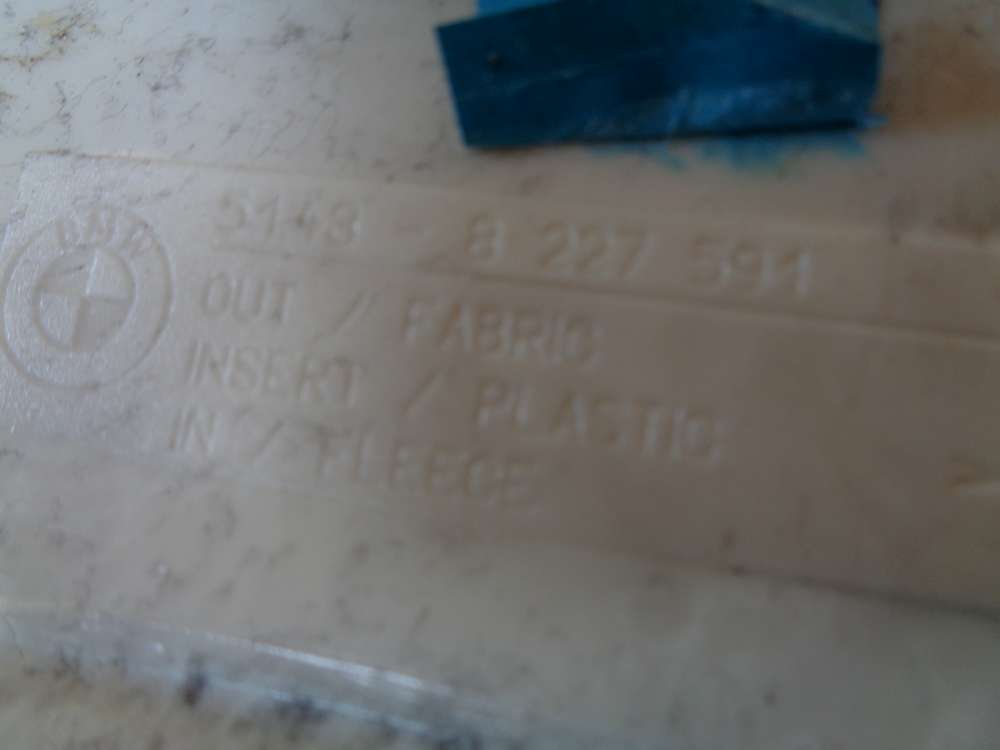 BMW
5143 - 8 227 591
OUT / FABRIC
INSERT / PLASTIC
IN / FLEECE